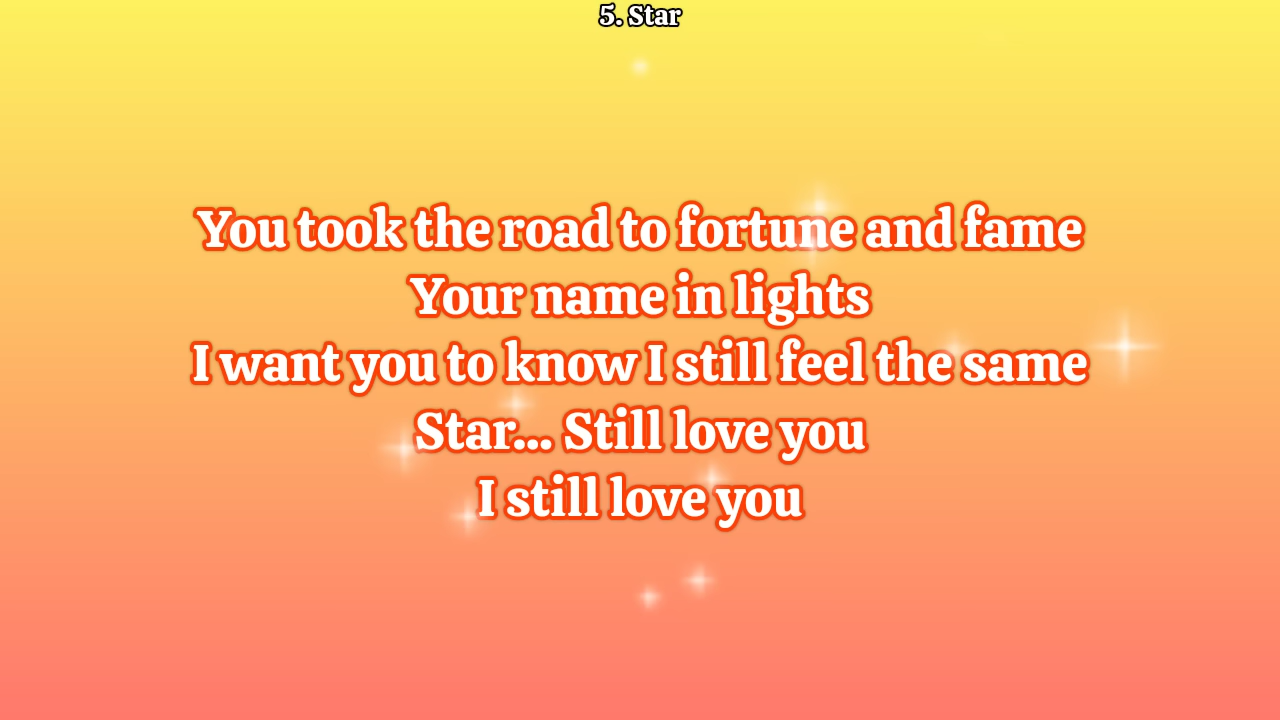 5. Star
You took the road to fortune and fame
Your name in lights
I want you to know I still feel the same
Star... Still love you
I still love you